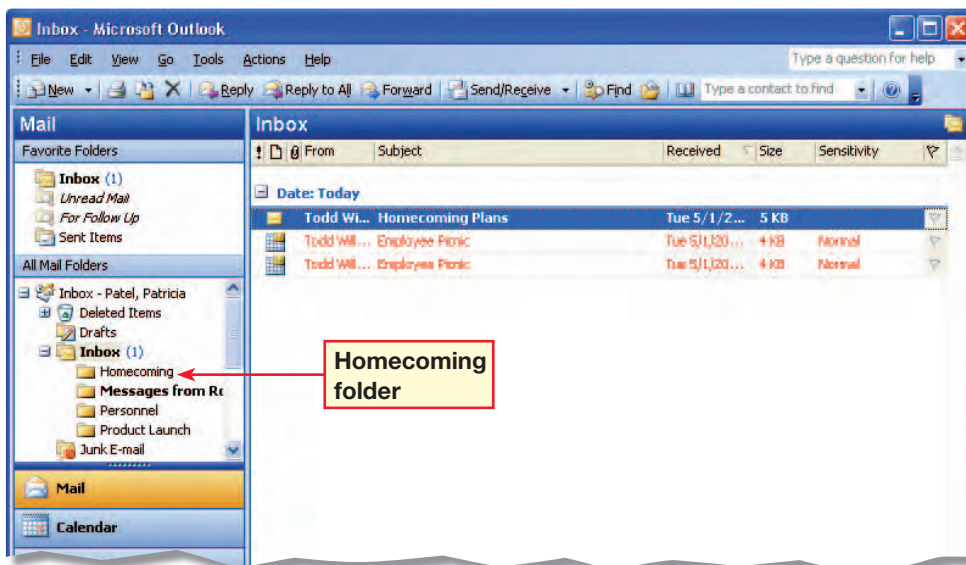 Inbox - Microsoft Outlook
File Edit View Go Tools Actions Help Type a question for help
New Reply Reply to All Forward Send/Receive Find Type a contact to find
Mail
Inbox
Favorite Folders
! From Subject Received Size Sensitivity
Inbox (1)
Unread Mail
For Follow Up
Sent Items
Date: Today
Todd Wi... Homecoming Plans Tue 5/1/2... 5 KB
Todd Will... Employee Picnic Tue 5/1/20... 4 KB Normal
Todd Will... Employee Picnic Tue 5/1/20... 4 KB Normal
All Mail Folders
Inbox - Patel, Patricia
Deleted Items
Drafts
Inbox (1)
Homecoming
Messages from Ro
Personnel
Product Launch
Junk E-mail
Homecoming
folder
Mail
Calendar